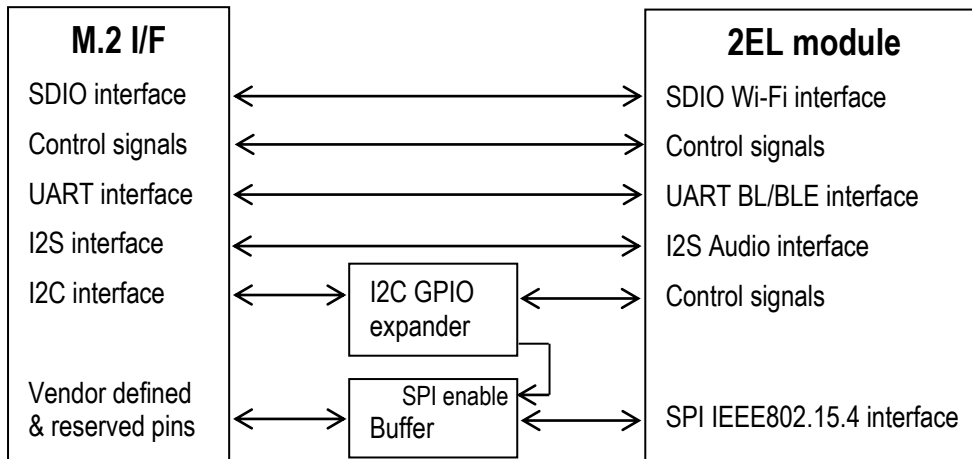 M.2 I/F
SDIO interface
Control signals
UART interface
I2S interface
I2C interface
Vendor defined
& reserved pins
I2C GPIO
expander
SPI enable
Buffer
2EL module
SDIO Wi-Fi interface
Control signals
UART BL/BLE interface
I2S Audio interface
Control signals
SPI IEEE802.15.4 interface